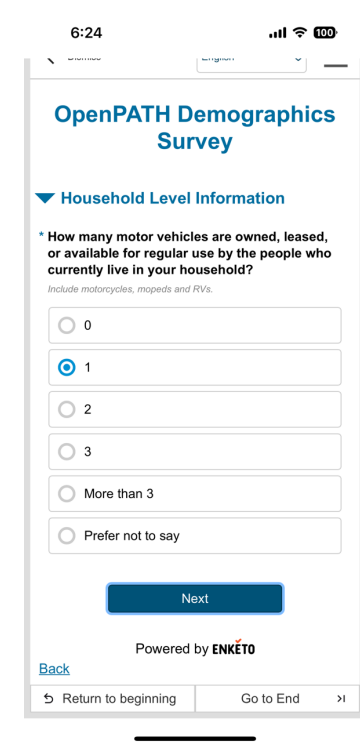 6:24
100
OpenPATH Demographics
Survey
Household Level Information
* How many motor vehicles are owned, leased,
or available for regular use by the people who
currently live in your household?
Include motorcycles, mopeds and RVs.
0
1
2
3
More than 3
Prefer not to say
Next
Powered by ENKĚTO
Back
Return to beginning
Go to End